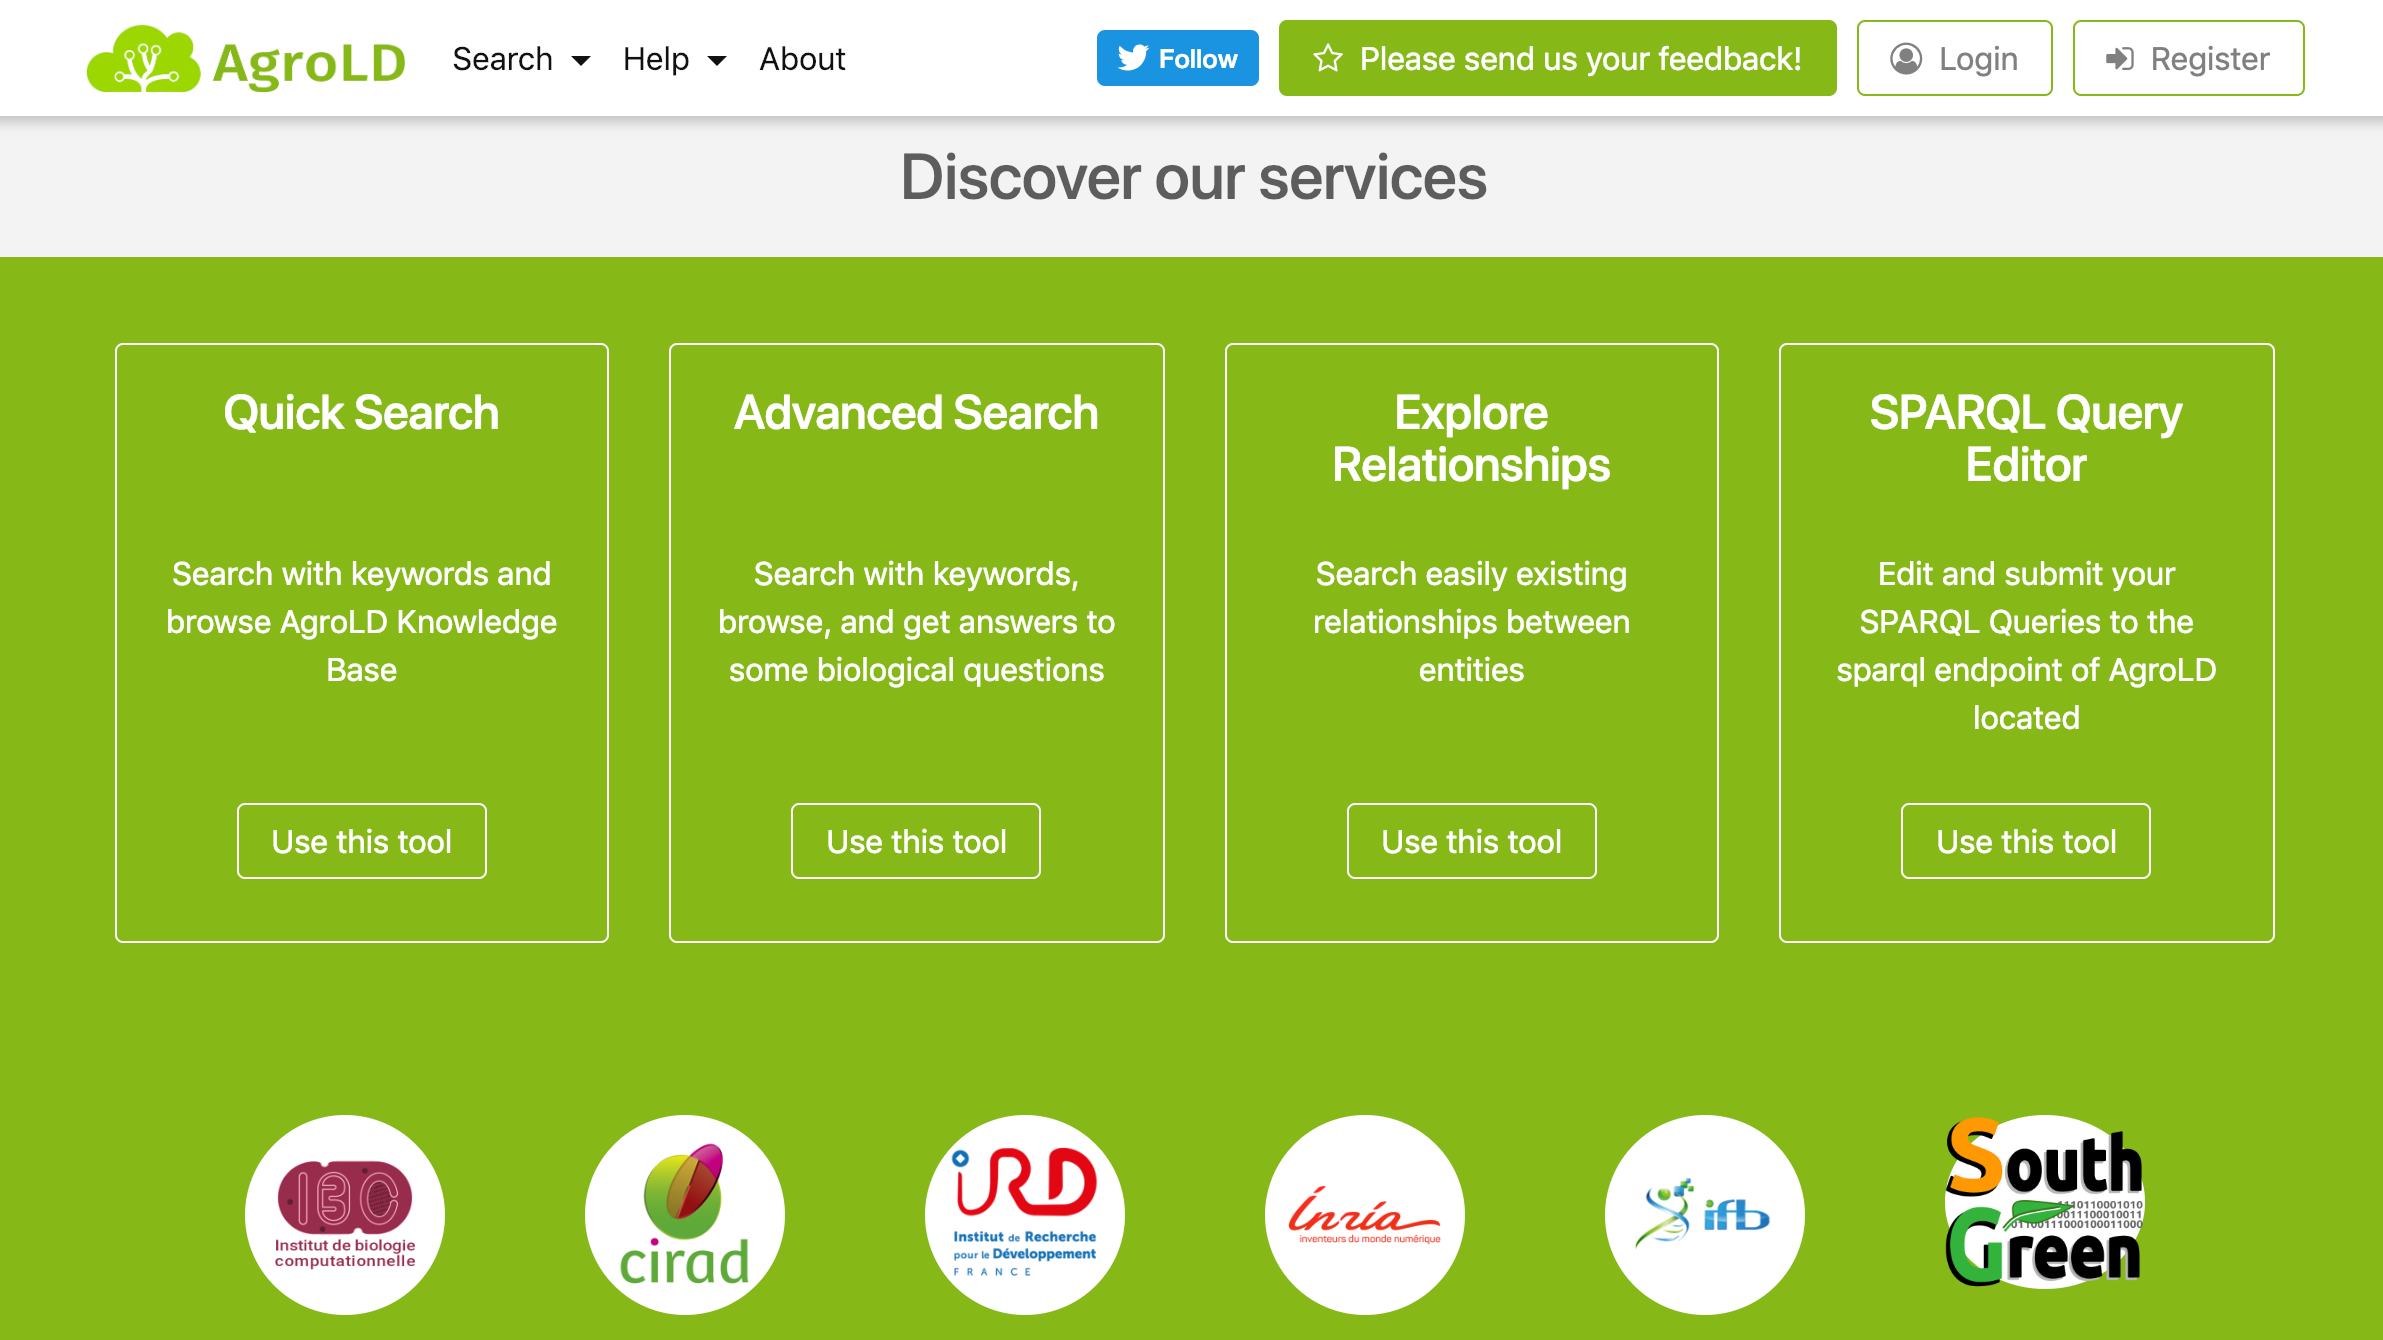 AgroLD
Search
Help
About
Follow
Please send us your feedback!
Login
Register
Discover our services
Quick Search
Search with keywords and
browse AgroLD Knowledge
Base
Use this tool
Advanced Search
Search with keywords,
browse, and get answers to
some biological questions
Use this tool
Explore
Relationships
Search easily existing
relationships between
entities
Use this tool
SPARQL Query
Editor
Edit and submit your
SPARQL Queries to the
sparql endpoint of AgroLD
located
Use this tool
IBC
Institut de biologie
computationnelle
cirad
IRD
Institut de Recherche
pour le Développement
FRANCE
Inria
inventeurs du monde numérique
ifb
South
Green